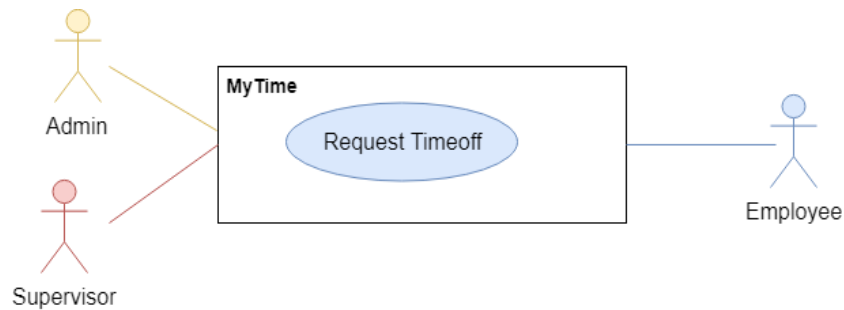 MyTime
Request Timeoff
Admin
Supervisor
Employee